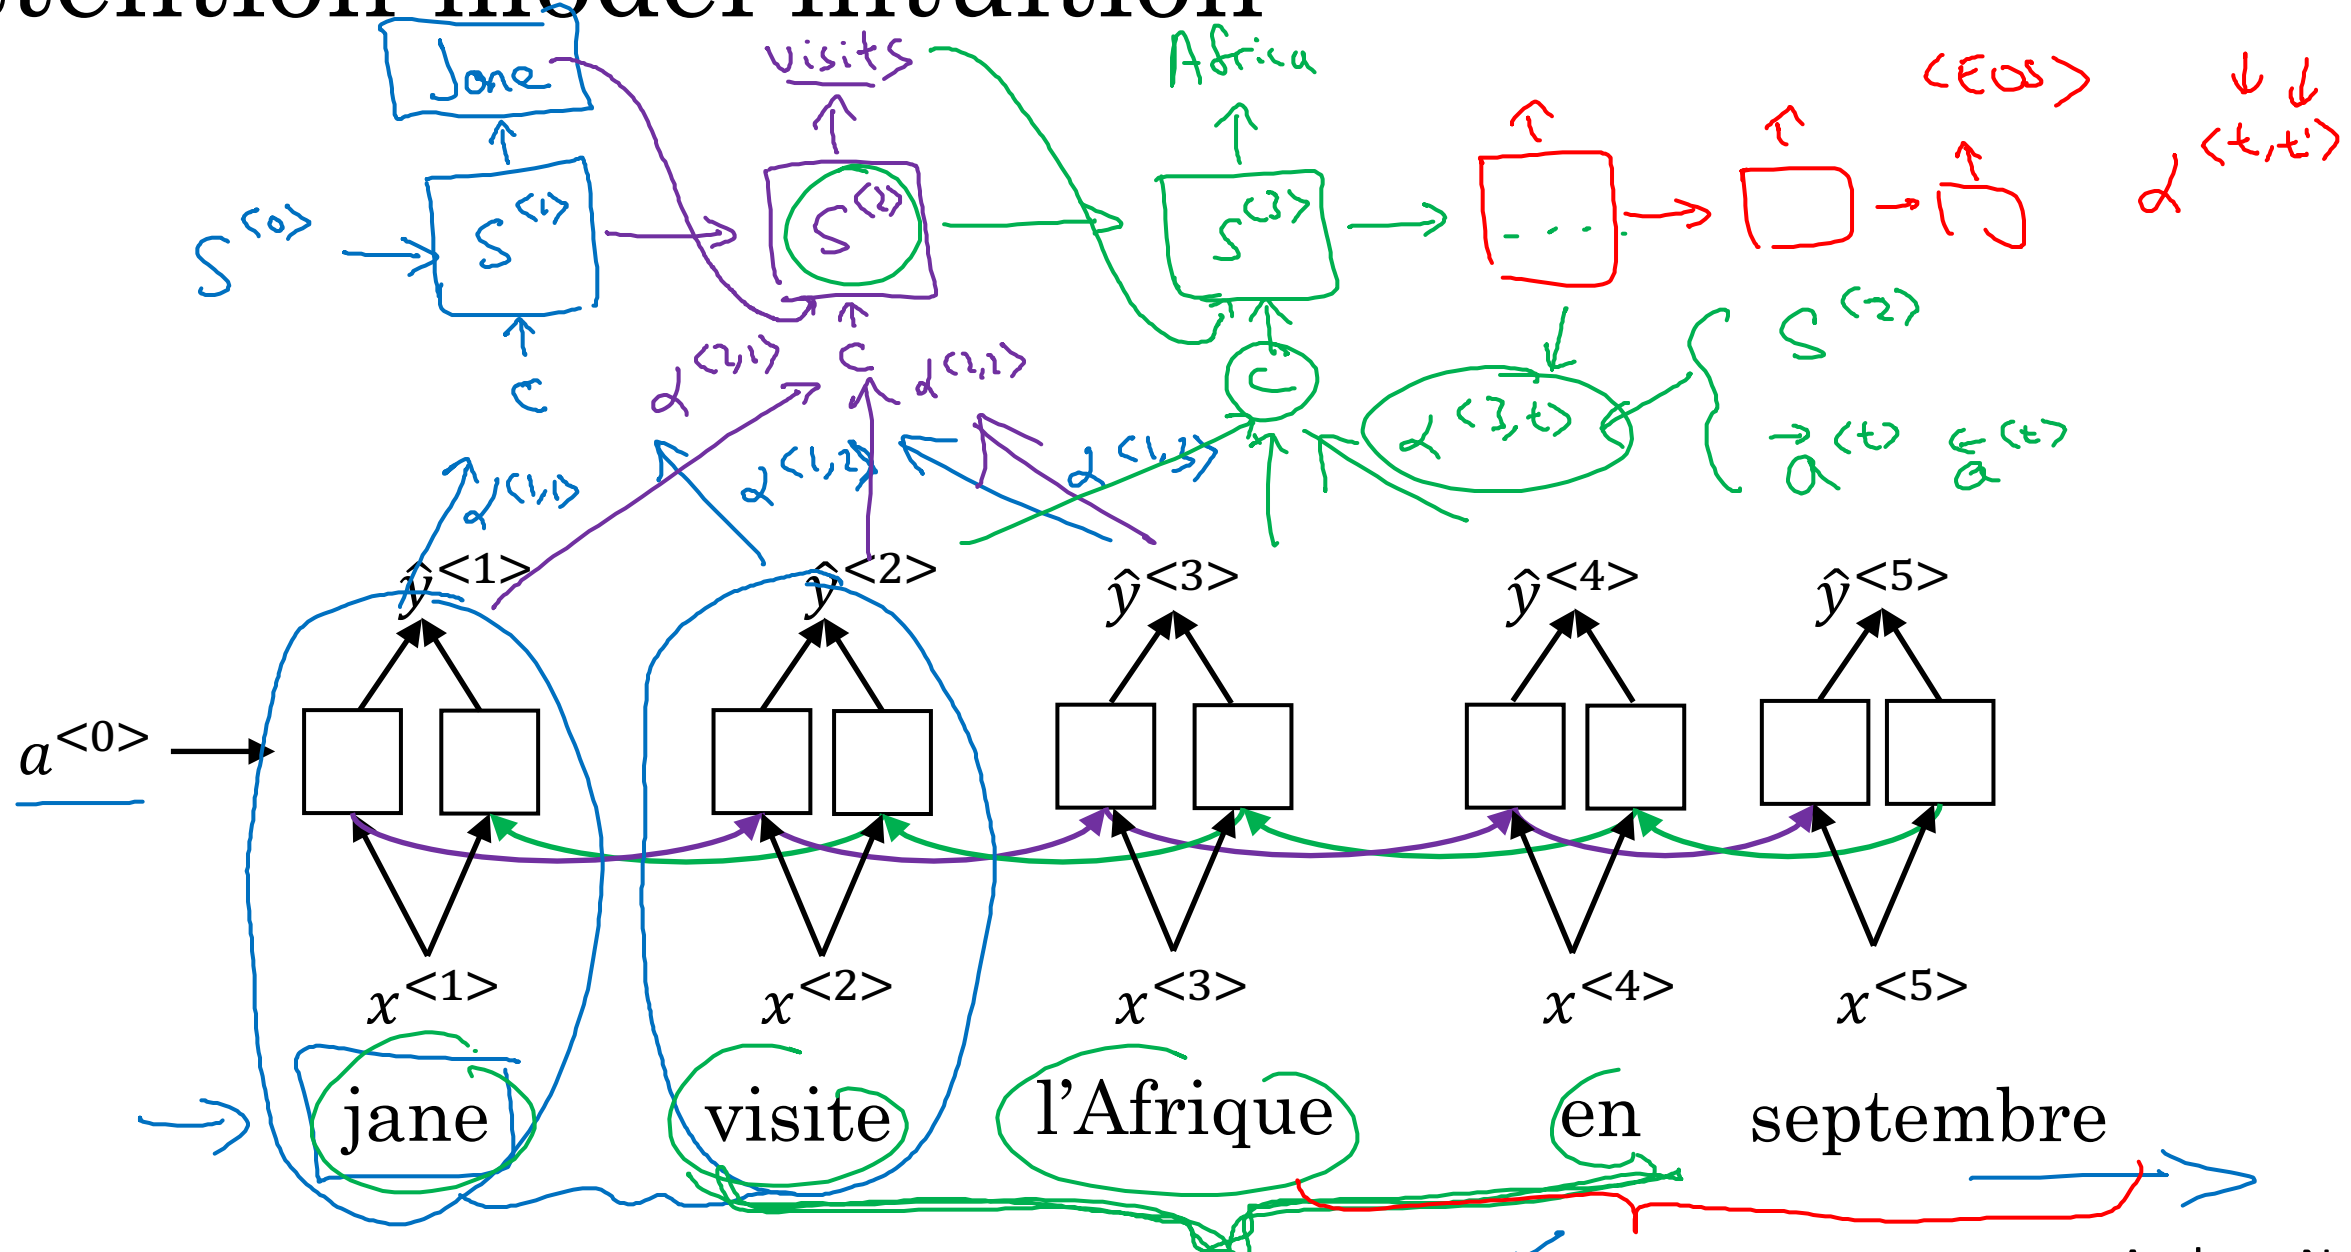 Jane visits Africa <EOS>
S<0> S<1> S<2> S<3> α<t,t'>
S<2>
C α<2,1> C α<2,2> C α<3,t> →a<t> ←a<t>
α<1,1> α<1,2> α<1,3>
ŷ<1> ŷ<2> ŷ<3> ŷ<4> ŷ<5>
a<0>
x<1> x<2> x<3> x<4> x<5>
jane visite l'Afrique en septembre